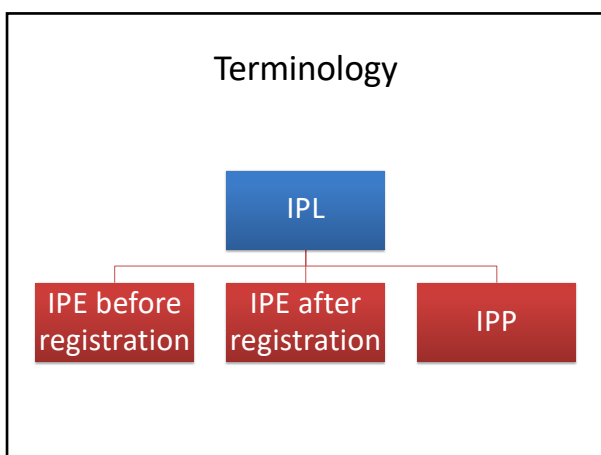 Terminology
IPL
IPE before
registration
IPE after
registration
IPP